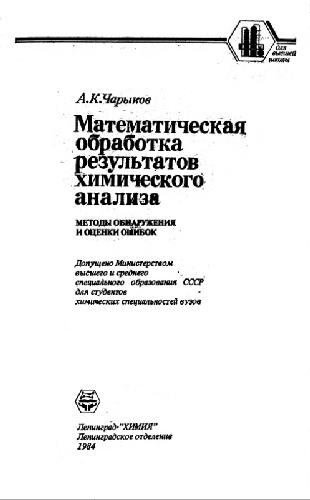 для
высшей
школы
А.К.Чарыков
Математическая
обработка
результатов
химического
анализа
МЕТОДЫ ОБНАРУЖЕНИЯ
И ОЦЕНКИ ОШИБОК
Допущено Министерством
высшего и среднего
специального образования СССР
для студентов
химических специальностей вузов
Ленинград·"ХИМИЯ"
Ленинградское отделение
1984